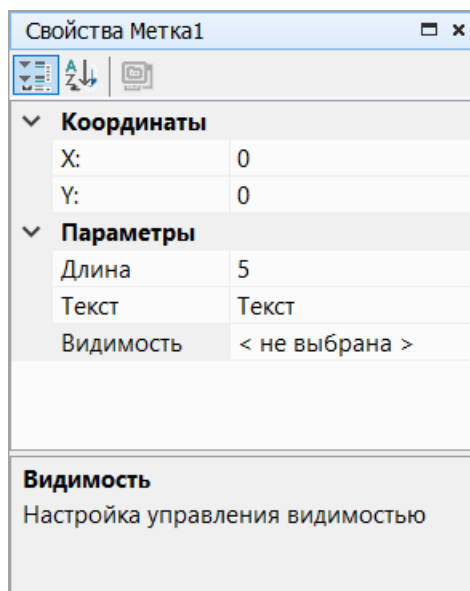 Свойства Метка1
Координаты
X: 0
Y: 0
Параметры
Длина 5
Текст Текст
Видимость < не выбрана >
Видимость
Настройка управления видимостью